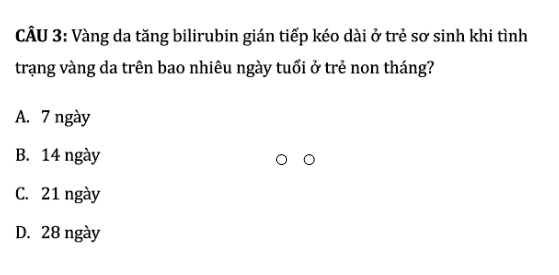 CÂU 3: Vàng da tăng bilirubin gián tiếp kéo dài ở trẻ sơ sinh khi tình
trạng vàng da trên bao nhiêu ngày tuổi ở trẻ non tháng?
A. 7 ngày
B. 14 ngày
C. 21 ngày
D. 28 ngày